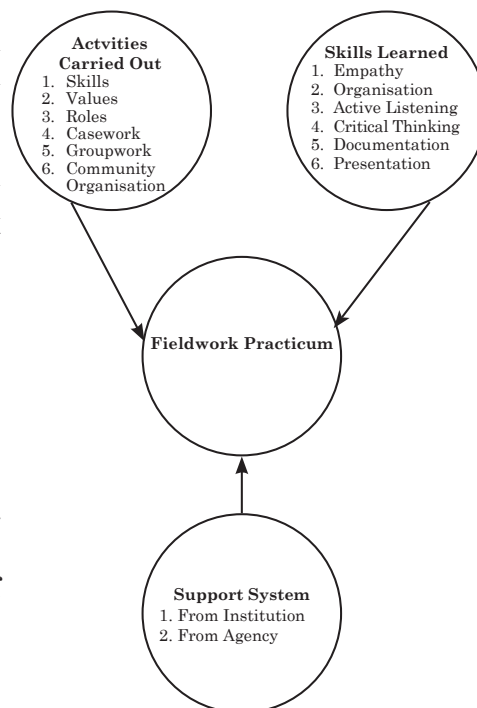 Actvities
Carried Out
1. Skills
2. Values
3. Roles
4. Casework
5. Groupwork
6. Community
Organisation
Skills Learned
1. Empathy
2. Organisation
3. Active Listening
4. Critical Thinking
5. Documentation
6. Presentation
Fieldwork Practicum
Support System
1. From Institution
2. From Agency